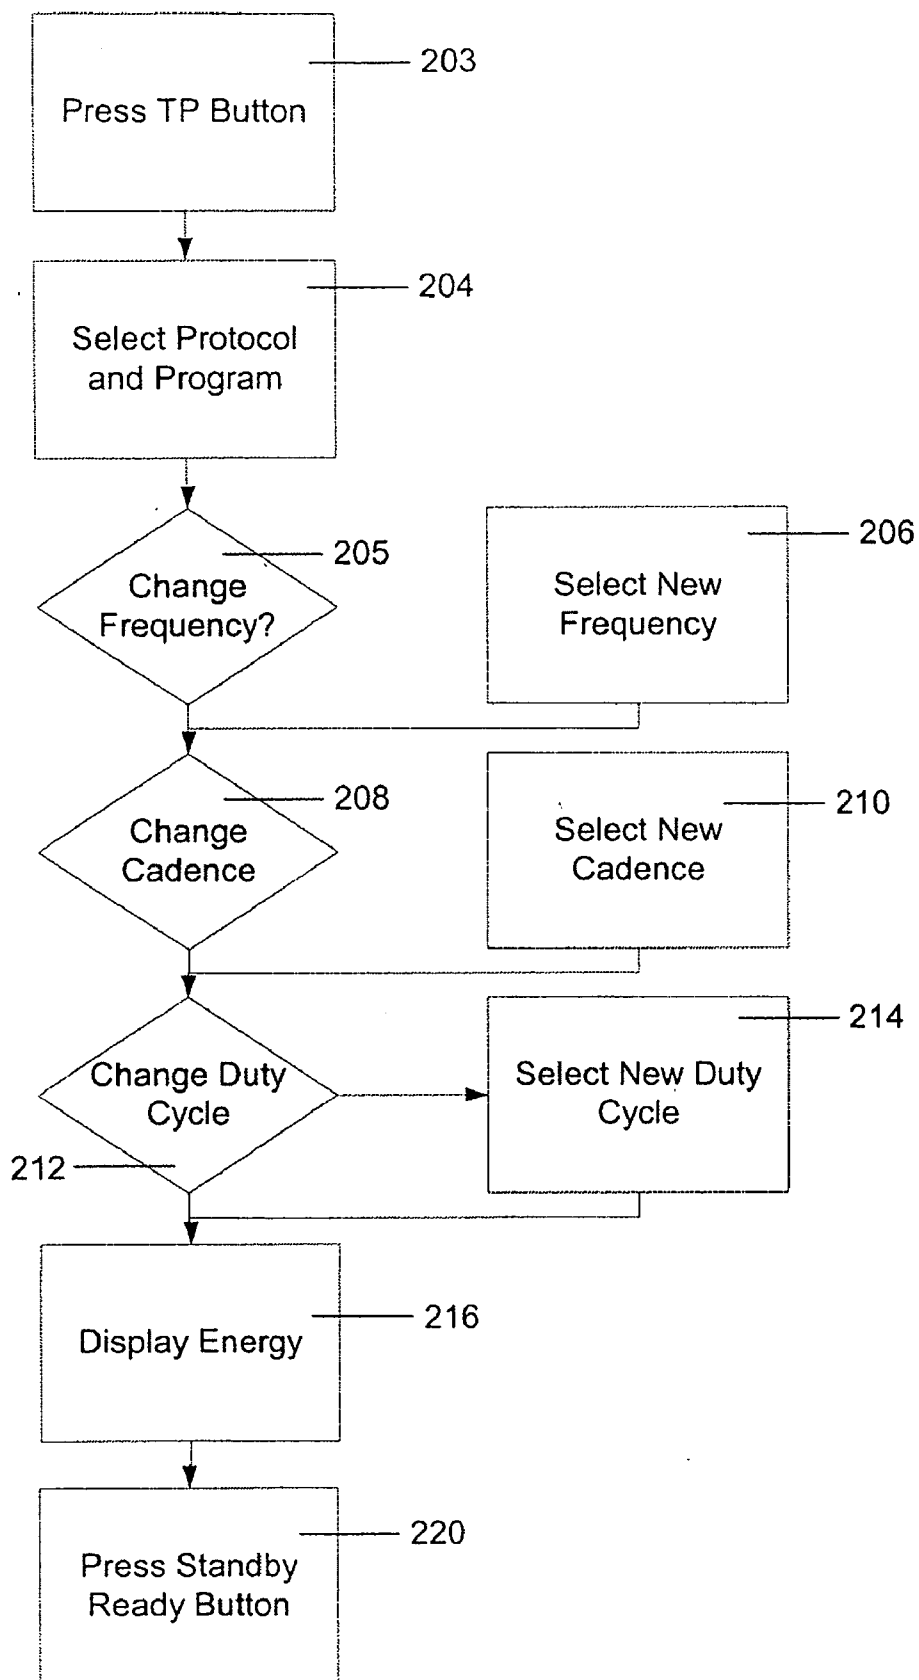 203
Press TP Button
204
Select Protocol
and Program
205
Change
Frequency?
206
Select New
Frequency
208
Change
Cadence
210
Select New
Cadence
Change Duty
Cycle
212
214
Select New Duty
Cycle
216
Display Energy
220
Press Standby
Ready Button